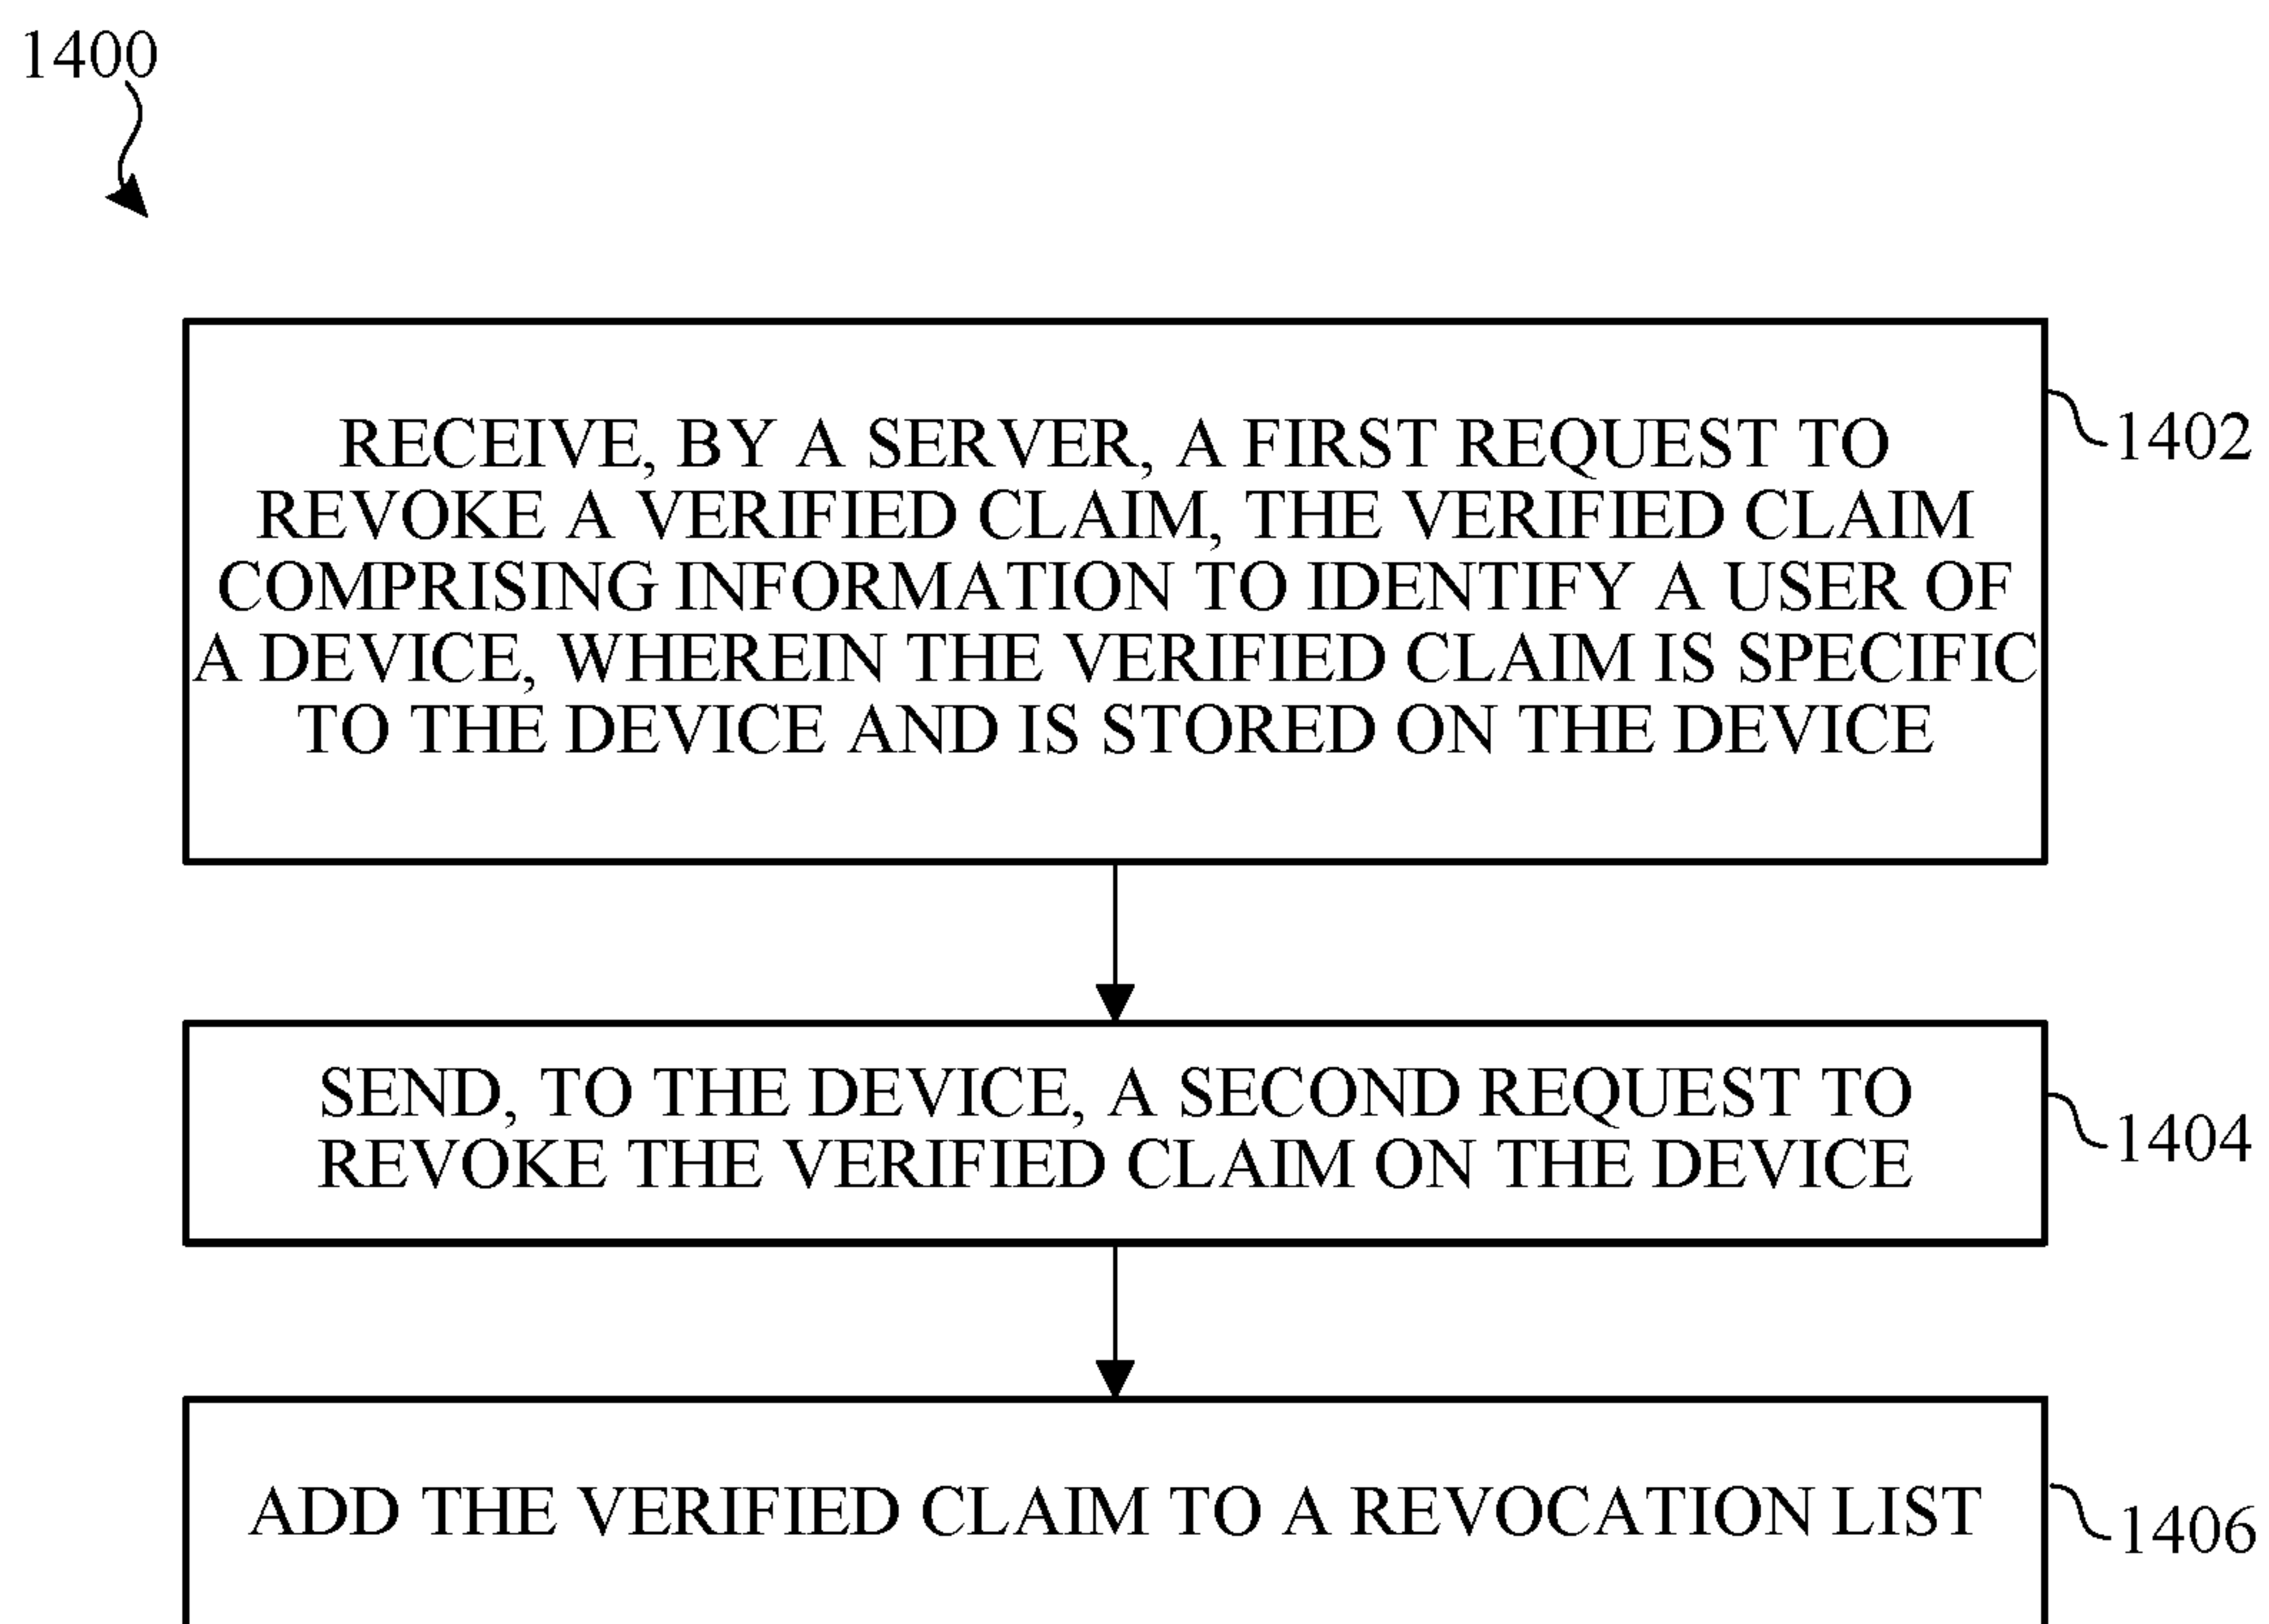 1400
RECEIVE, BY A SERVER, A FIRST REQUEST TO
REVOKE A VERIFIED CLAIM, THE VERIFIED CLAIM
COMPRISING INFORMATION TO IDENTIFY A USER OF
A DEVICE, WHEREIN THE VERIFIED CLAIM IS SPECIFIC
TO THE DEVICE AND IS STORED ON THE DEVICE
1402
SEND, TO THE DEVICE, A SECOND REQUEST TO
REVOKE THE VERIFIED CLAIM ON THE DEVICE
1404
ADD THE VERIFIED CLAIM TO A REVOCATION LIST
1406